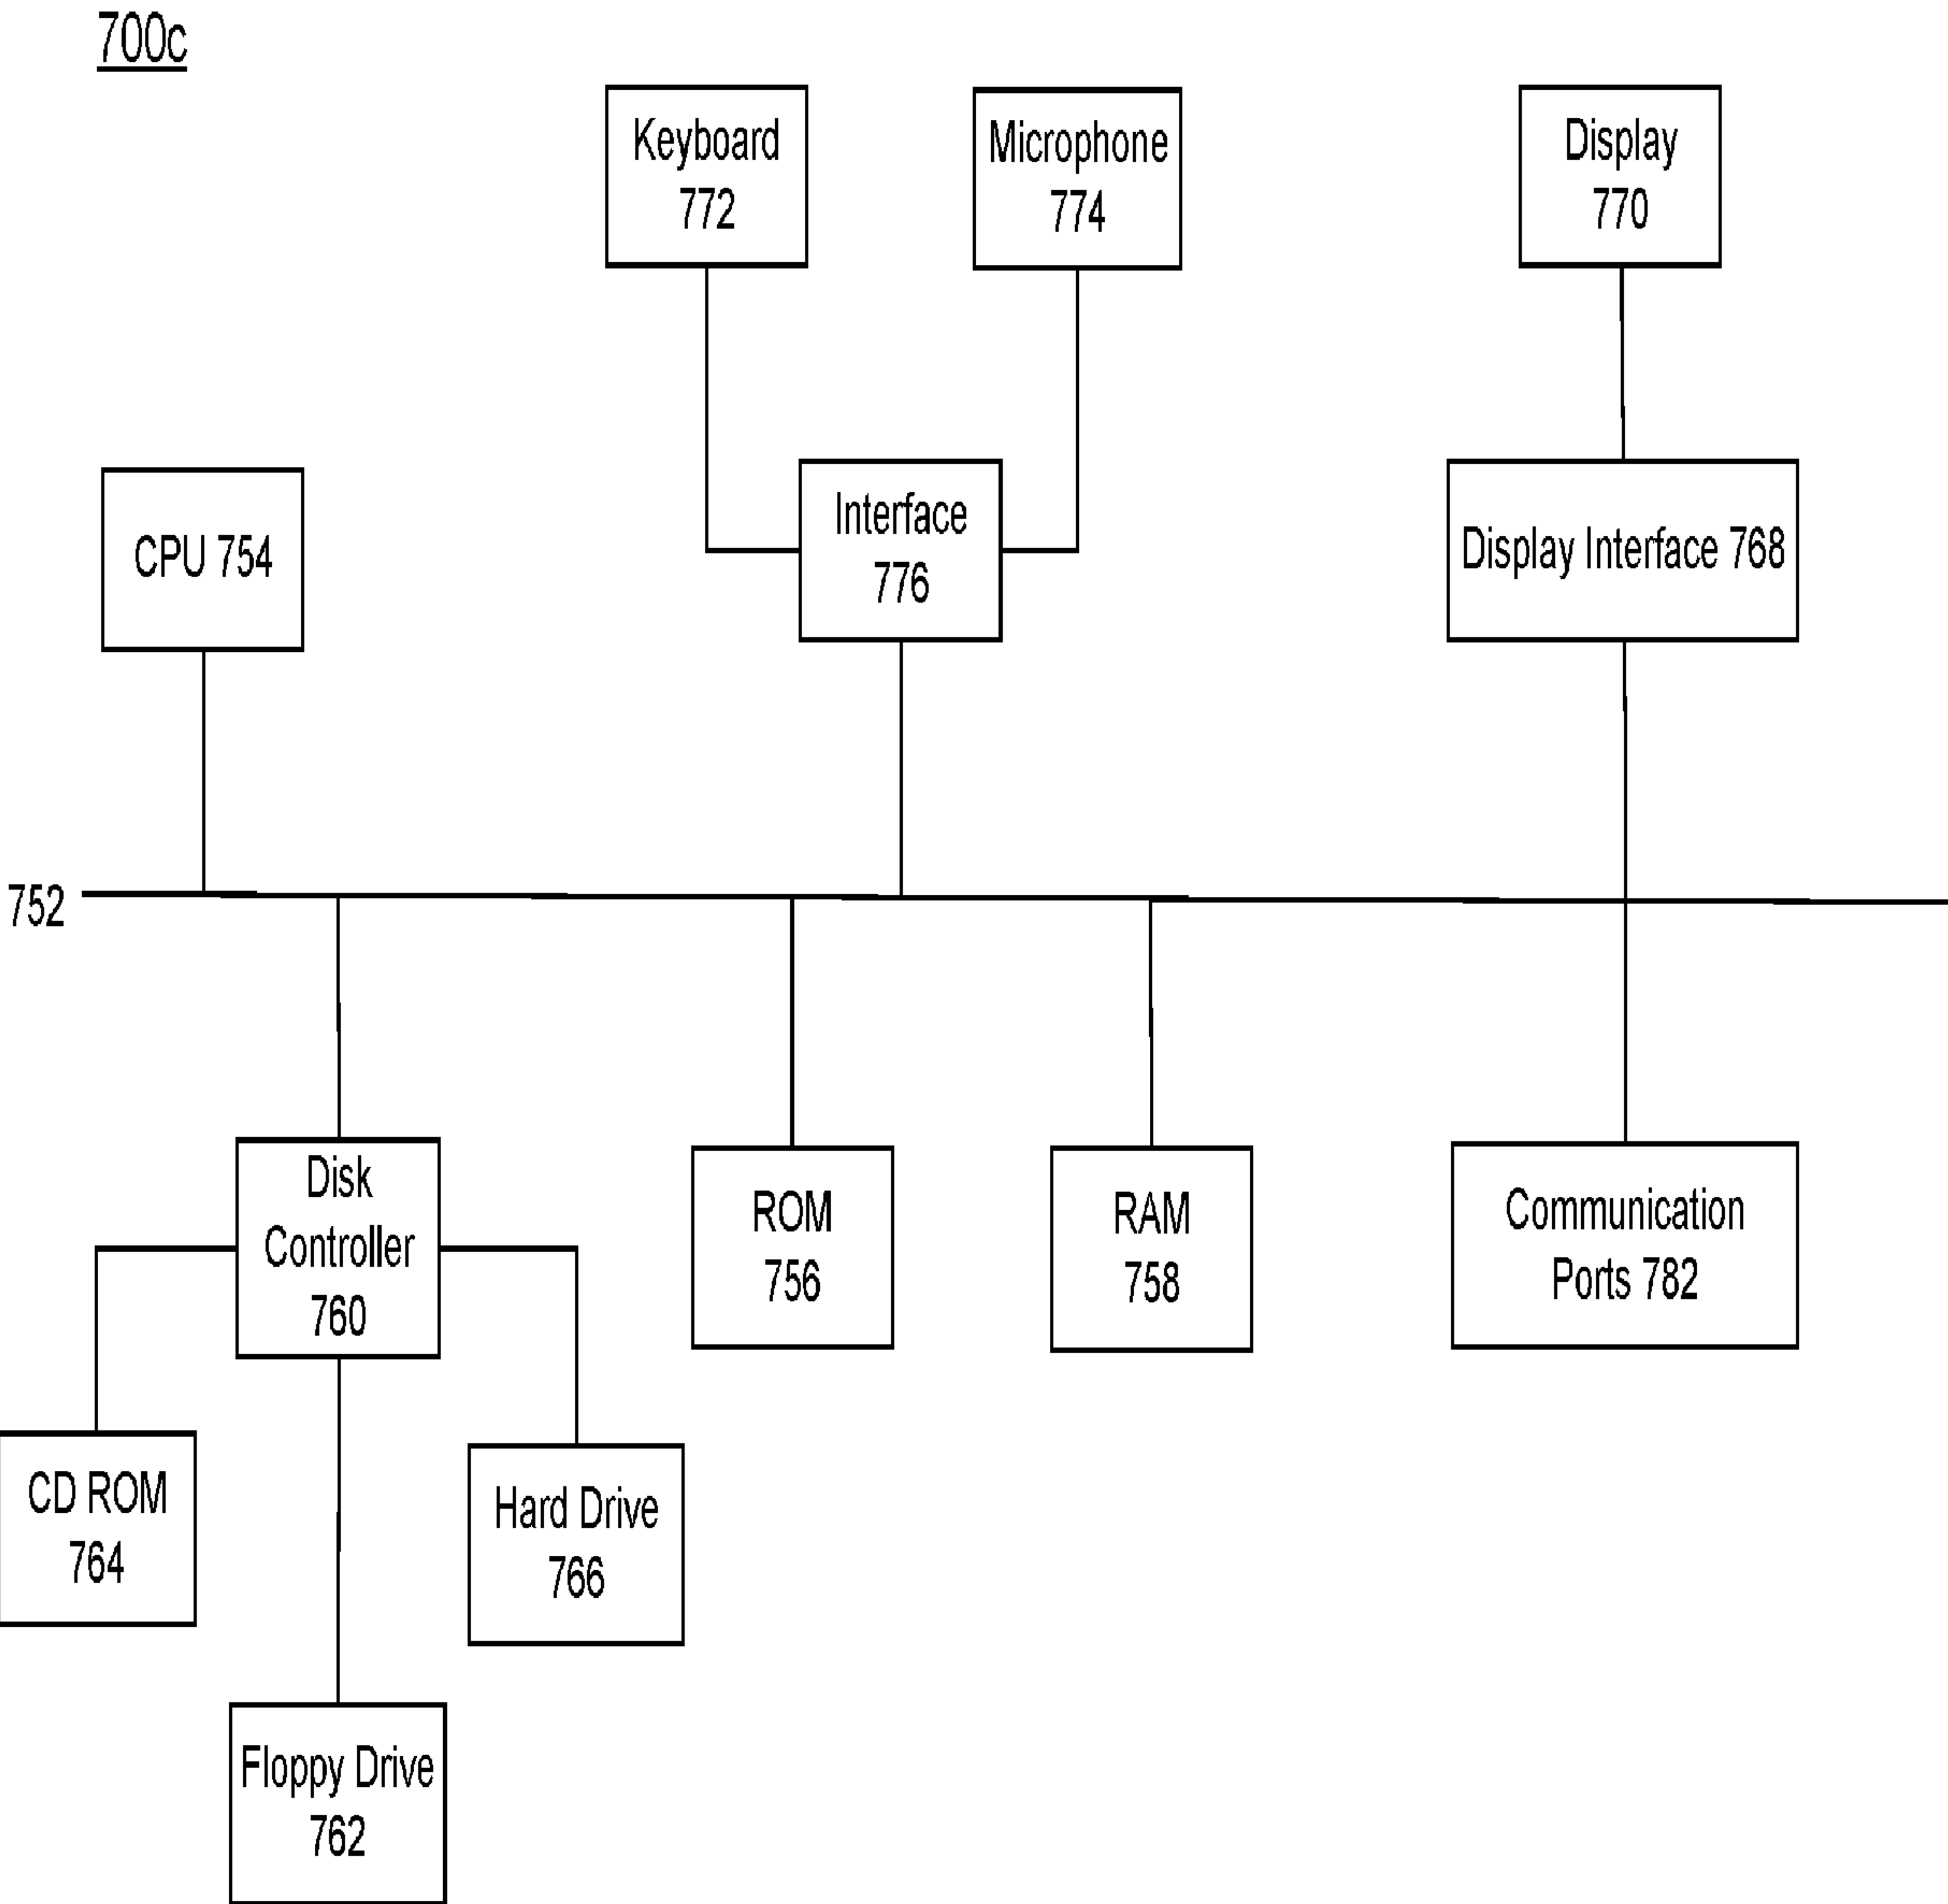 700c
Keyboard
772
Microphone
774
Display
770
CPU 754
Interface
776
Display Interface 768
752
Disk
Controller
760
ROM
756
RAM
758
Communication
Ports 782
CD ROM
764
Hard Drive
766
Floppy Drive
762